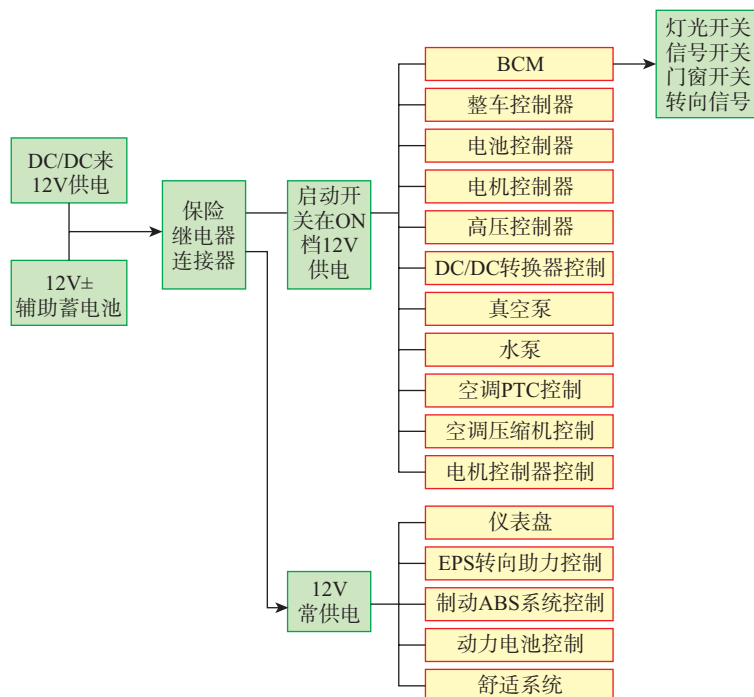 DC/DC来
12V供电
12V±
辅助蓄电池
保险
继电器
连接器
启动开
关在ON
档12V
供电
BCM
整车控制器
电池控制器
电机控制器
高压控制器
DC/DC转换器控制
真空泵
水泵
空调PTC控制
空调压缩机控制
电机控制器控制
灯光开关
信号开关
门窗开关
转向信号
12V
常供电
仪表盘
EPS转向助力控制
制动ABS系统控制
动力电池控制
舒适系统